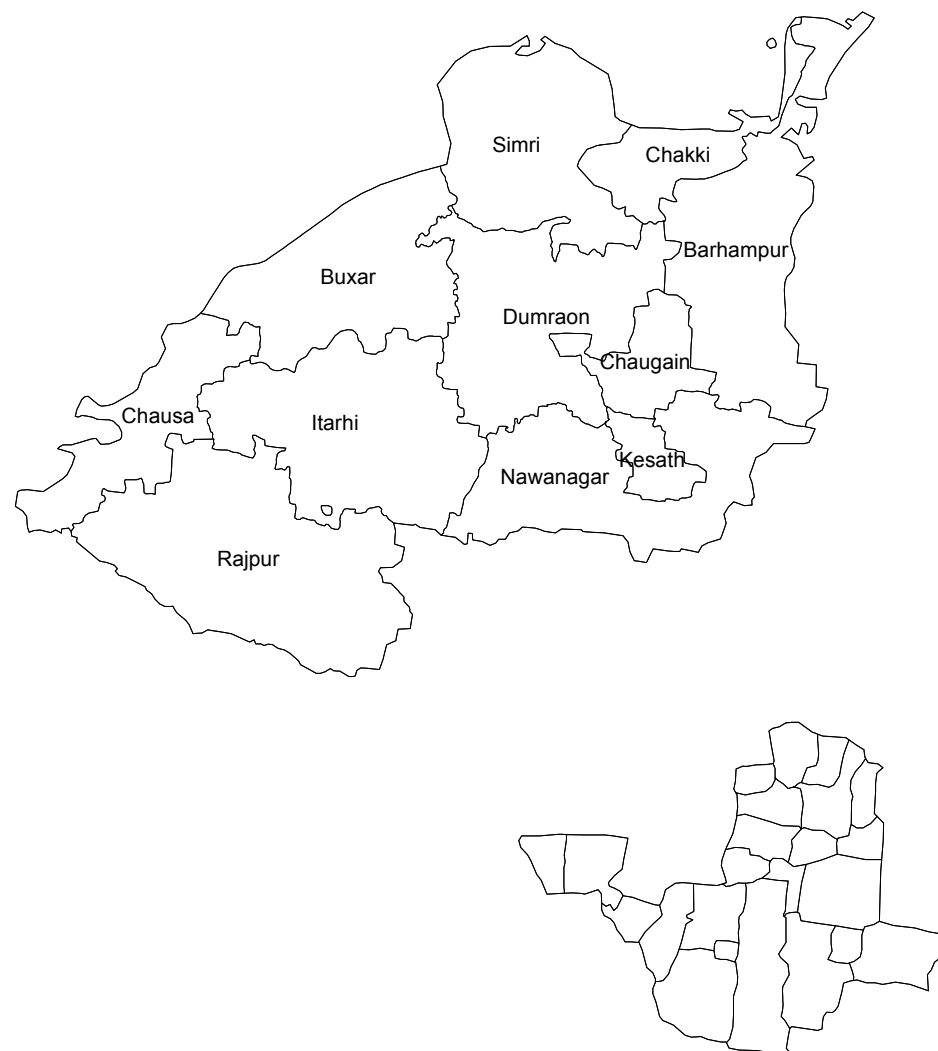 Simri
Chakki
Barhampur
Buxar
Dumraon
Chaugain
Chausa
Itarhi
Kesath
Nawanagar
Rajpur